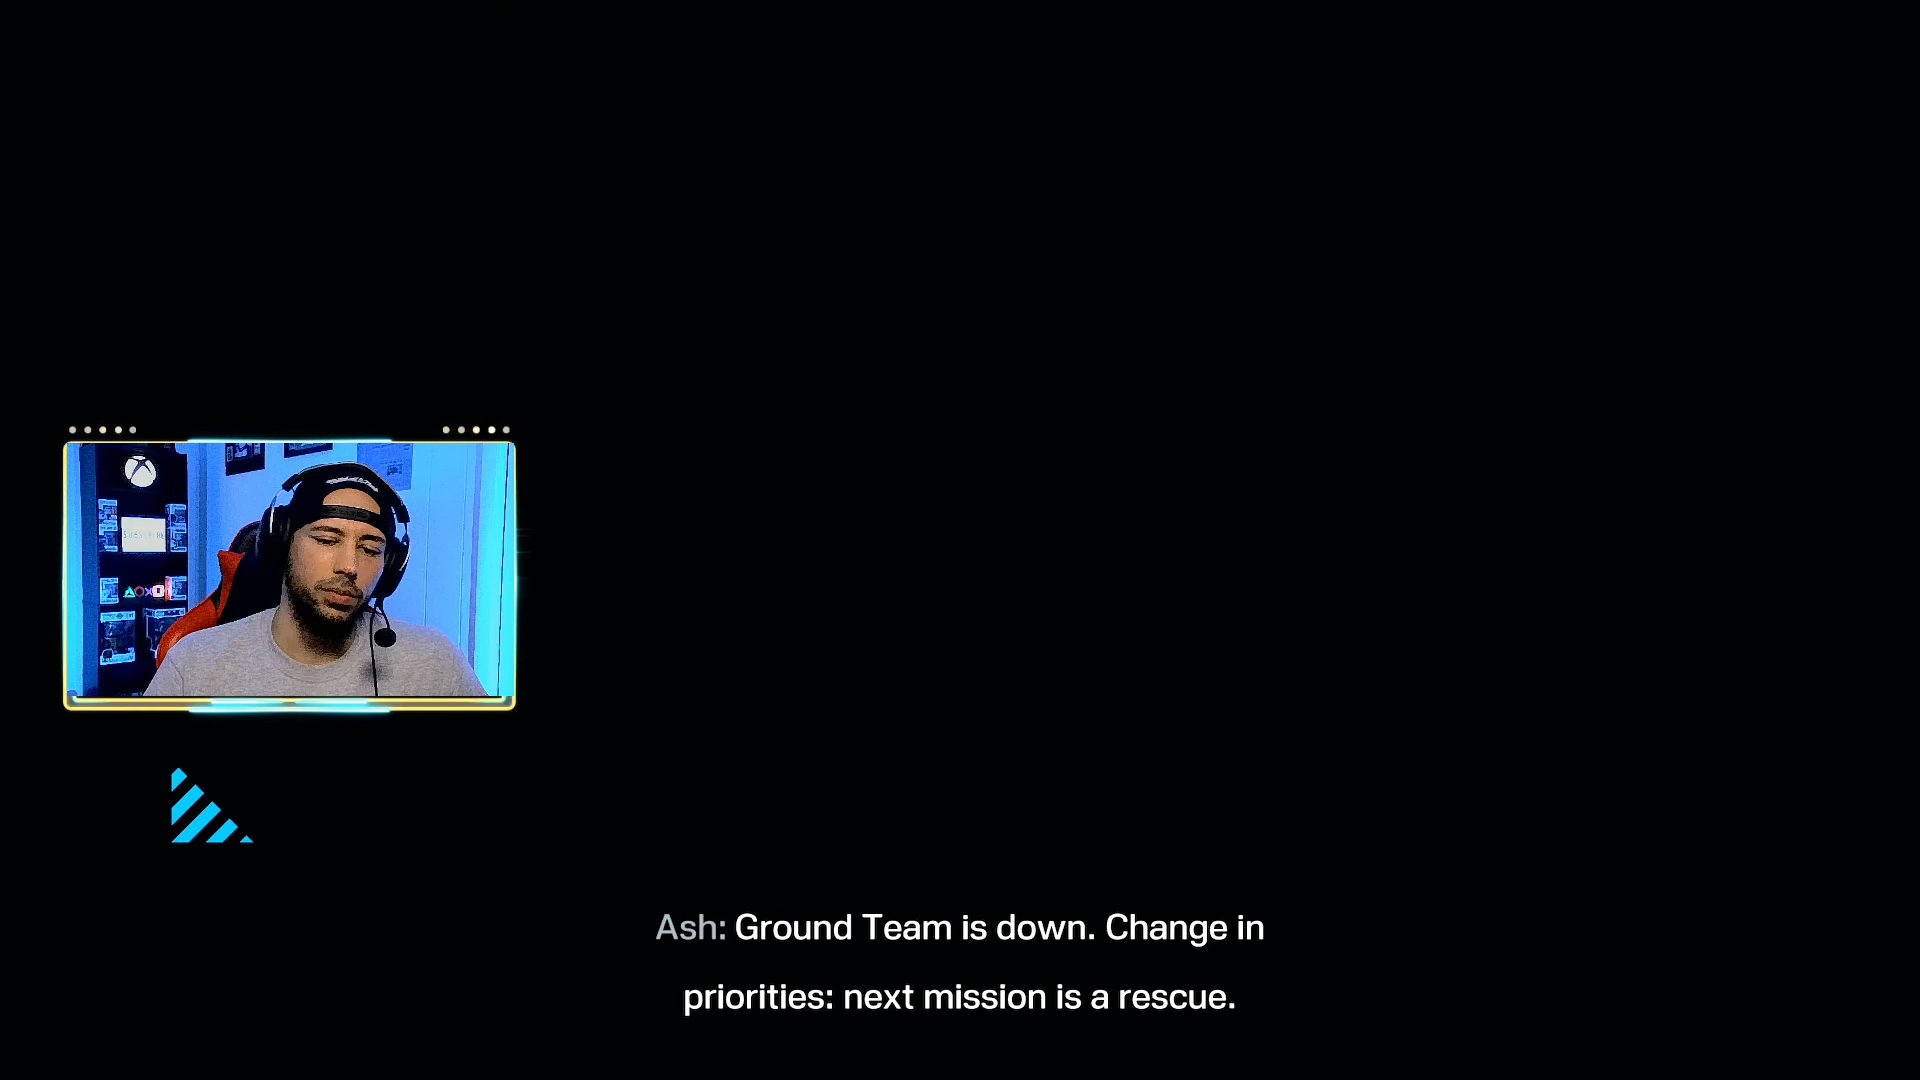 Ash: Ground Team is down. Change in
priorities: next mission is a rescue.